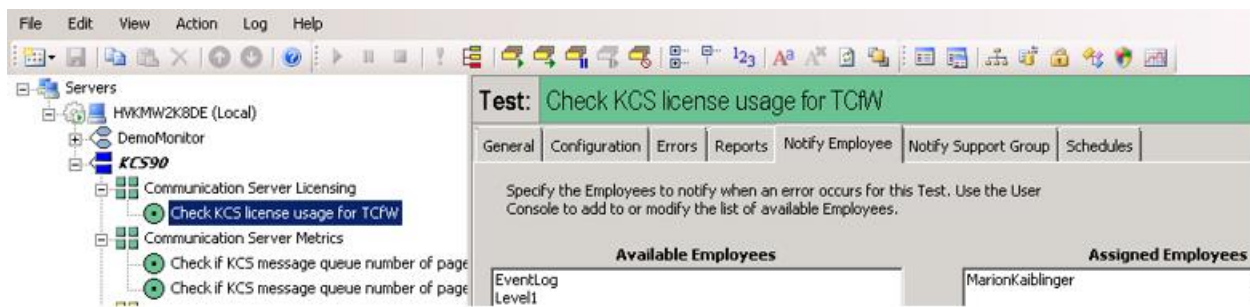 File Edit View Action Log Help
Servers
HVKMW2K8DE (Local)
DemoMonitor
KCS90
Communication Server Licensing
Check KCS license usage for TCfW
Communication Server Metrics
Check if KCS message queue number of page
Check if KCS message queue number of page
Test: Check KCS license usage for TCfW
General Configuration Errors Reports Notify Employee Notify Support Group Schedules
Specify the Employees to notify when an error occurs for this Test. Use the User
Console to add to or modify the list of available Employees.
Available Employees
EventLog
Level1
Assigned Employees
MarionKaiblinger